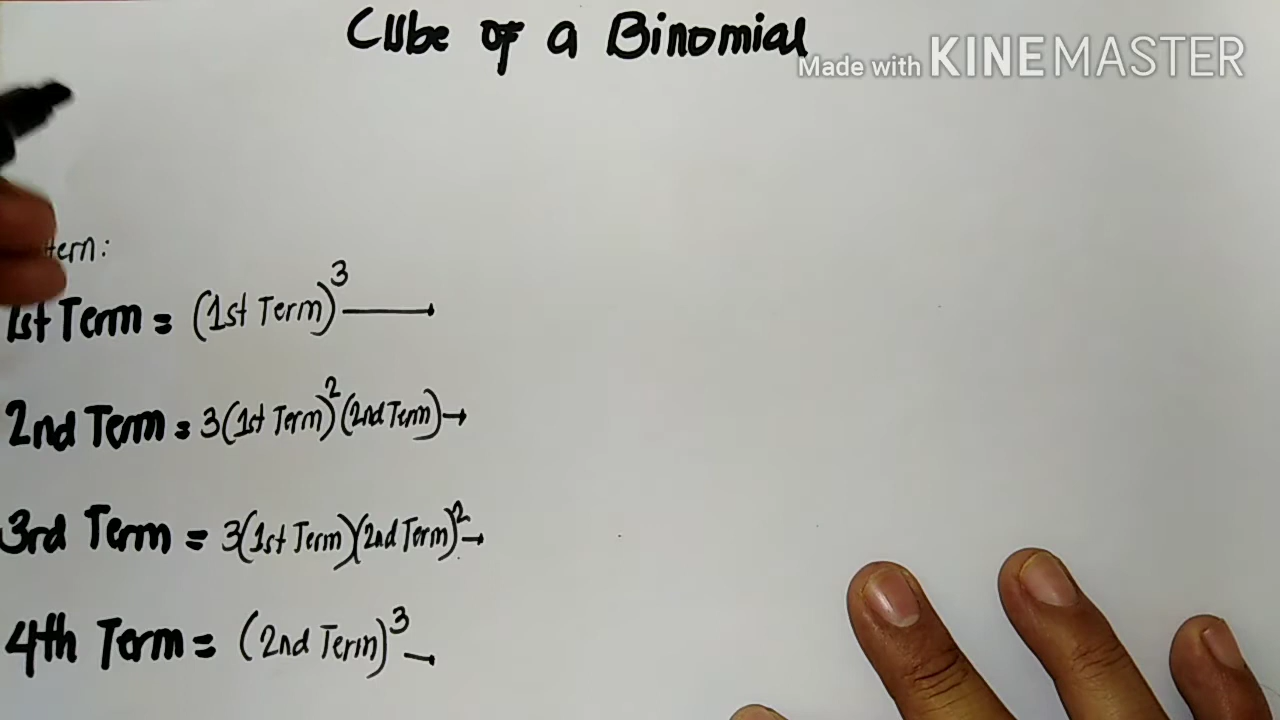 Cube of a Binomial
Made with KINEMASTER
1st Term = (1st Term)³ →
2nd Term = 3(1st Term)²(2nd Term) →
3rd Term = 3(1st Term)(2nd Term)² →
4th Term = (2nd Term)³ →